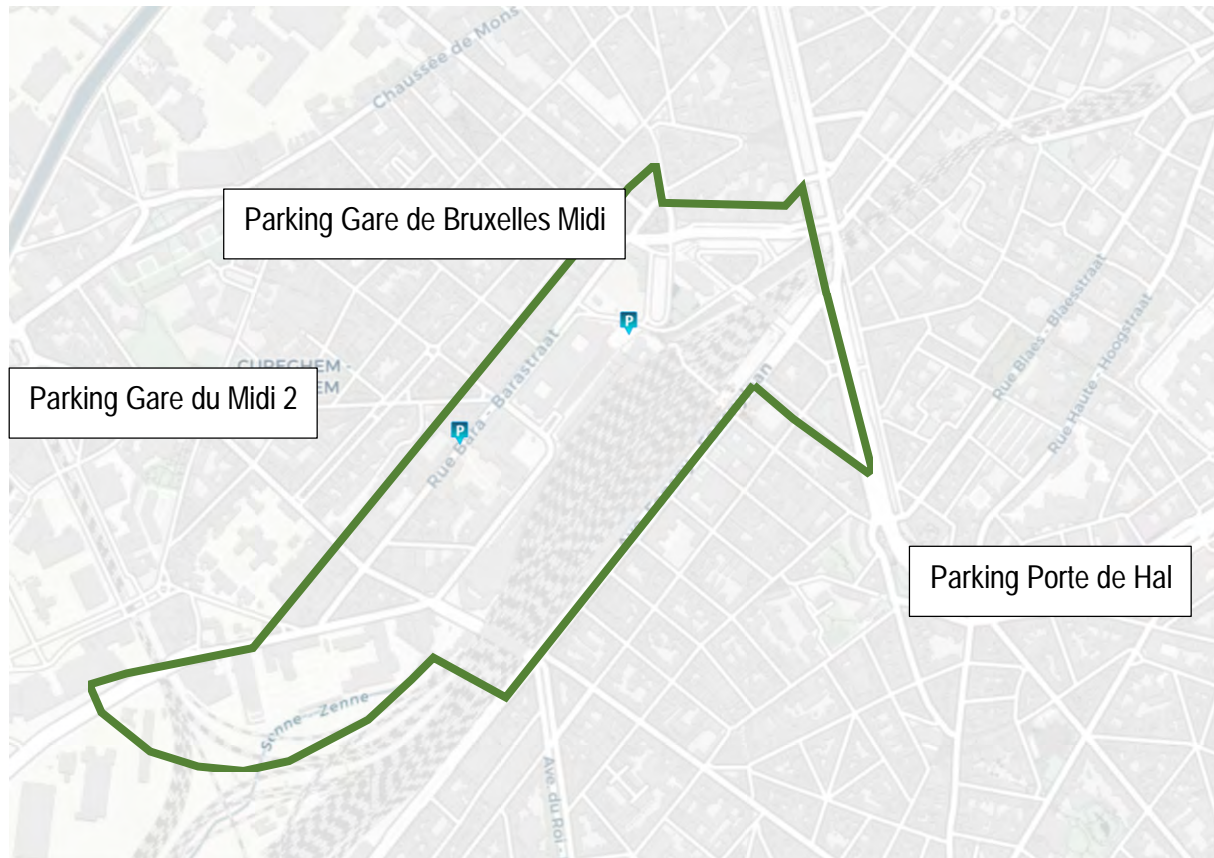 Chaussée de Mons
Parking Gare de Bruxelles Midi
P
Rue Blaes - Blaesstraat
Rue Haute - Hoogstraat
CUREGHEM -
Parking Gare du Midi 2
Rue Bara - Barastraat
P
Parking Porte de Hal
Senne - Zenne
Ave. du Roi -